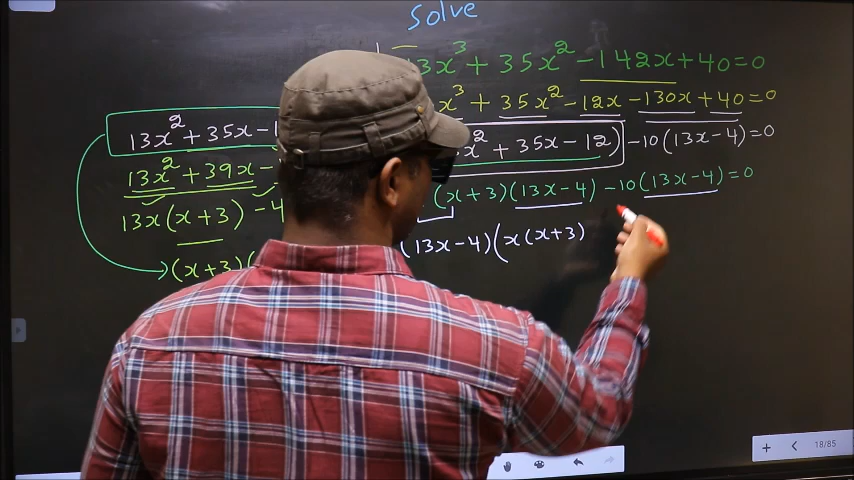 Solve
3x³ + 35x² - 142x + 40 = 0
x³ + 35x² - 12x - 130x + 40 = 0
13x² + 35x - 1
x² + 35x - 12) - 10(13x - 4) = 0
13x² + 39x -
(x + 3)(13x - 4) - 10(13x - 4) = 0
13x(x + 3) - 4
(13x - 4)(x(x + 3)
(x + 3)(
18/85